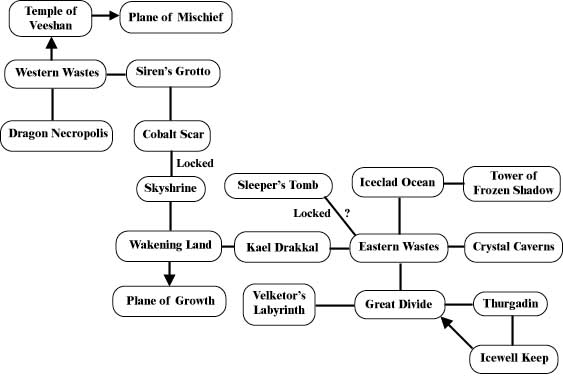 Temple of
Veeshan
Plane of Mischief
Western Wastes
Siren's Grotto
Dragon Necropolis
Cobalt Scar
Locked
Skyshrine
Sleeper's Tomb
Iceclad Ocean
Tower of
Frozen Shadow
Locked ?
Wakening Land
Kael Drakkal
Eastern Wastes
Crystal Caverns
Plane of Growth
Velketor's
Labyrinth
Great Divide
Thurgadin
Icewell Keep